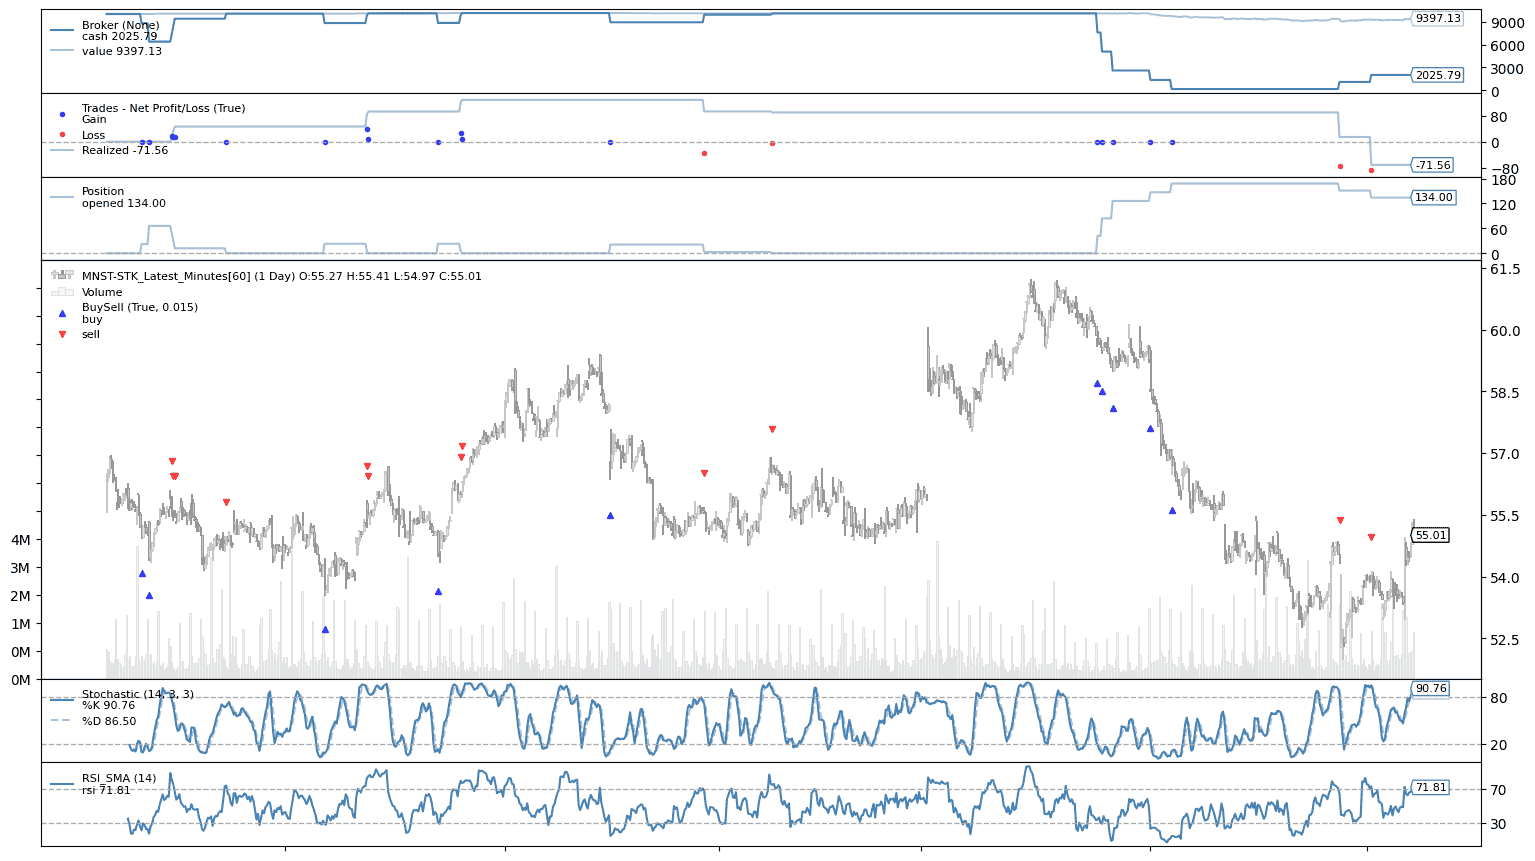 Broker (None)
cash 2025.79
value 9397.13
9397.13
2025.79
9000
6000
3000
0
Trades - Net Profit/Loss (True)
Gain
Loss
Realized -71.56
-71.56
80
0
−80
Position
opened 134.00
134.00
180
120
60
0
MNST-STK_Latest_Minutes[60] (1 Day) O:55.27 H:55.41 L:54.97 C:55.01
Volume
BuySell (True, 0.015)
buy
sell
61.5
60.0
58.5
57.0
55.5
55.01
54.0
52.5
4M
3M
2M
1M
0M
0M
Stochastic (14, 3, 3)
%K 90.76
%D 86.50
90.76
80
20
RSI_SMA (14)
rsi 71.81
71.81
70
30